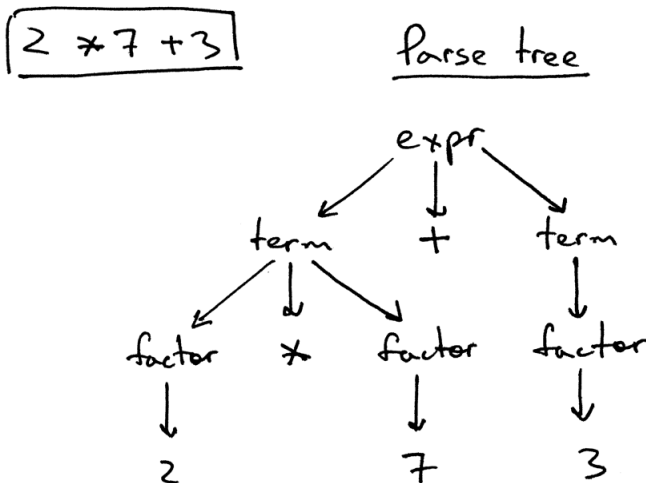 2 * 7 + 3
Parse tree
expr
term + term
factor * factor factor
2 7 3